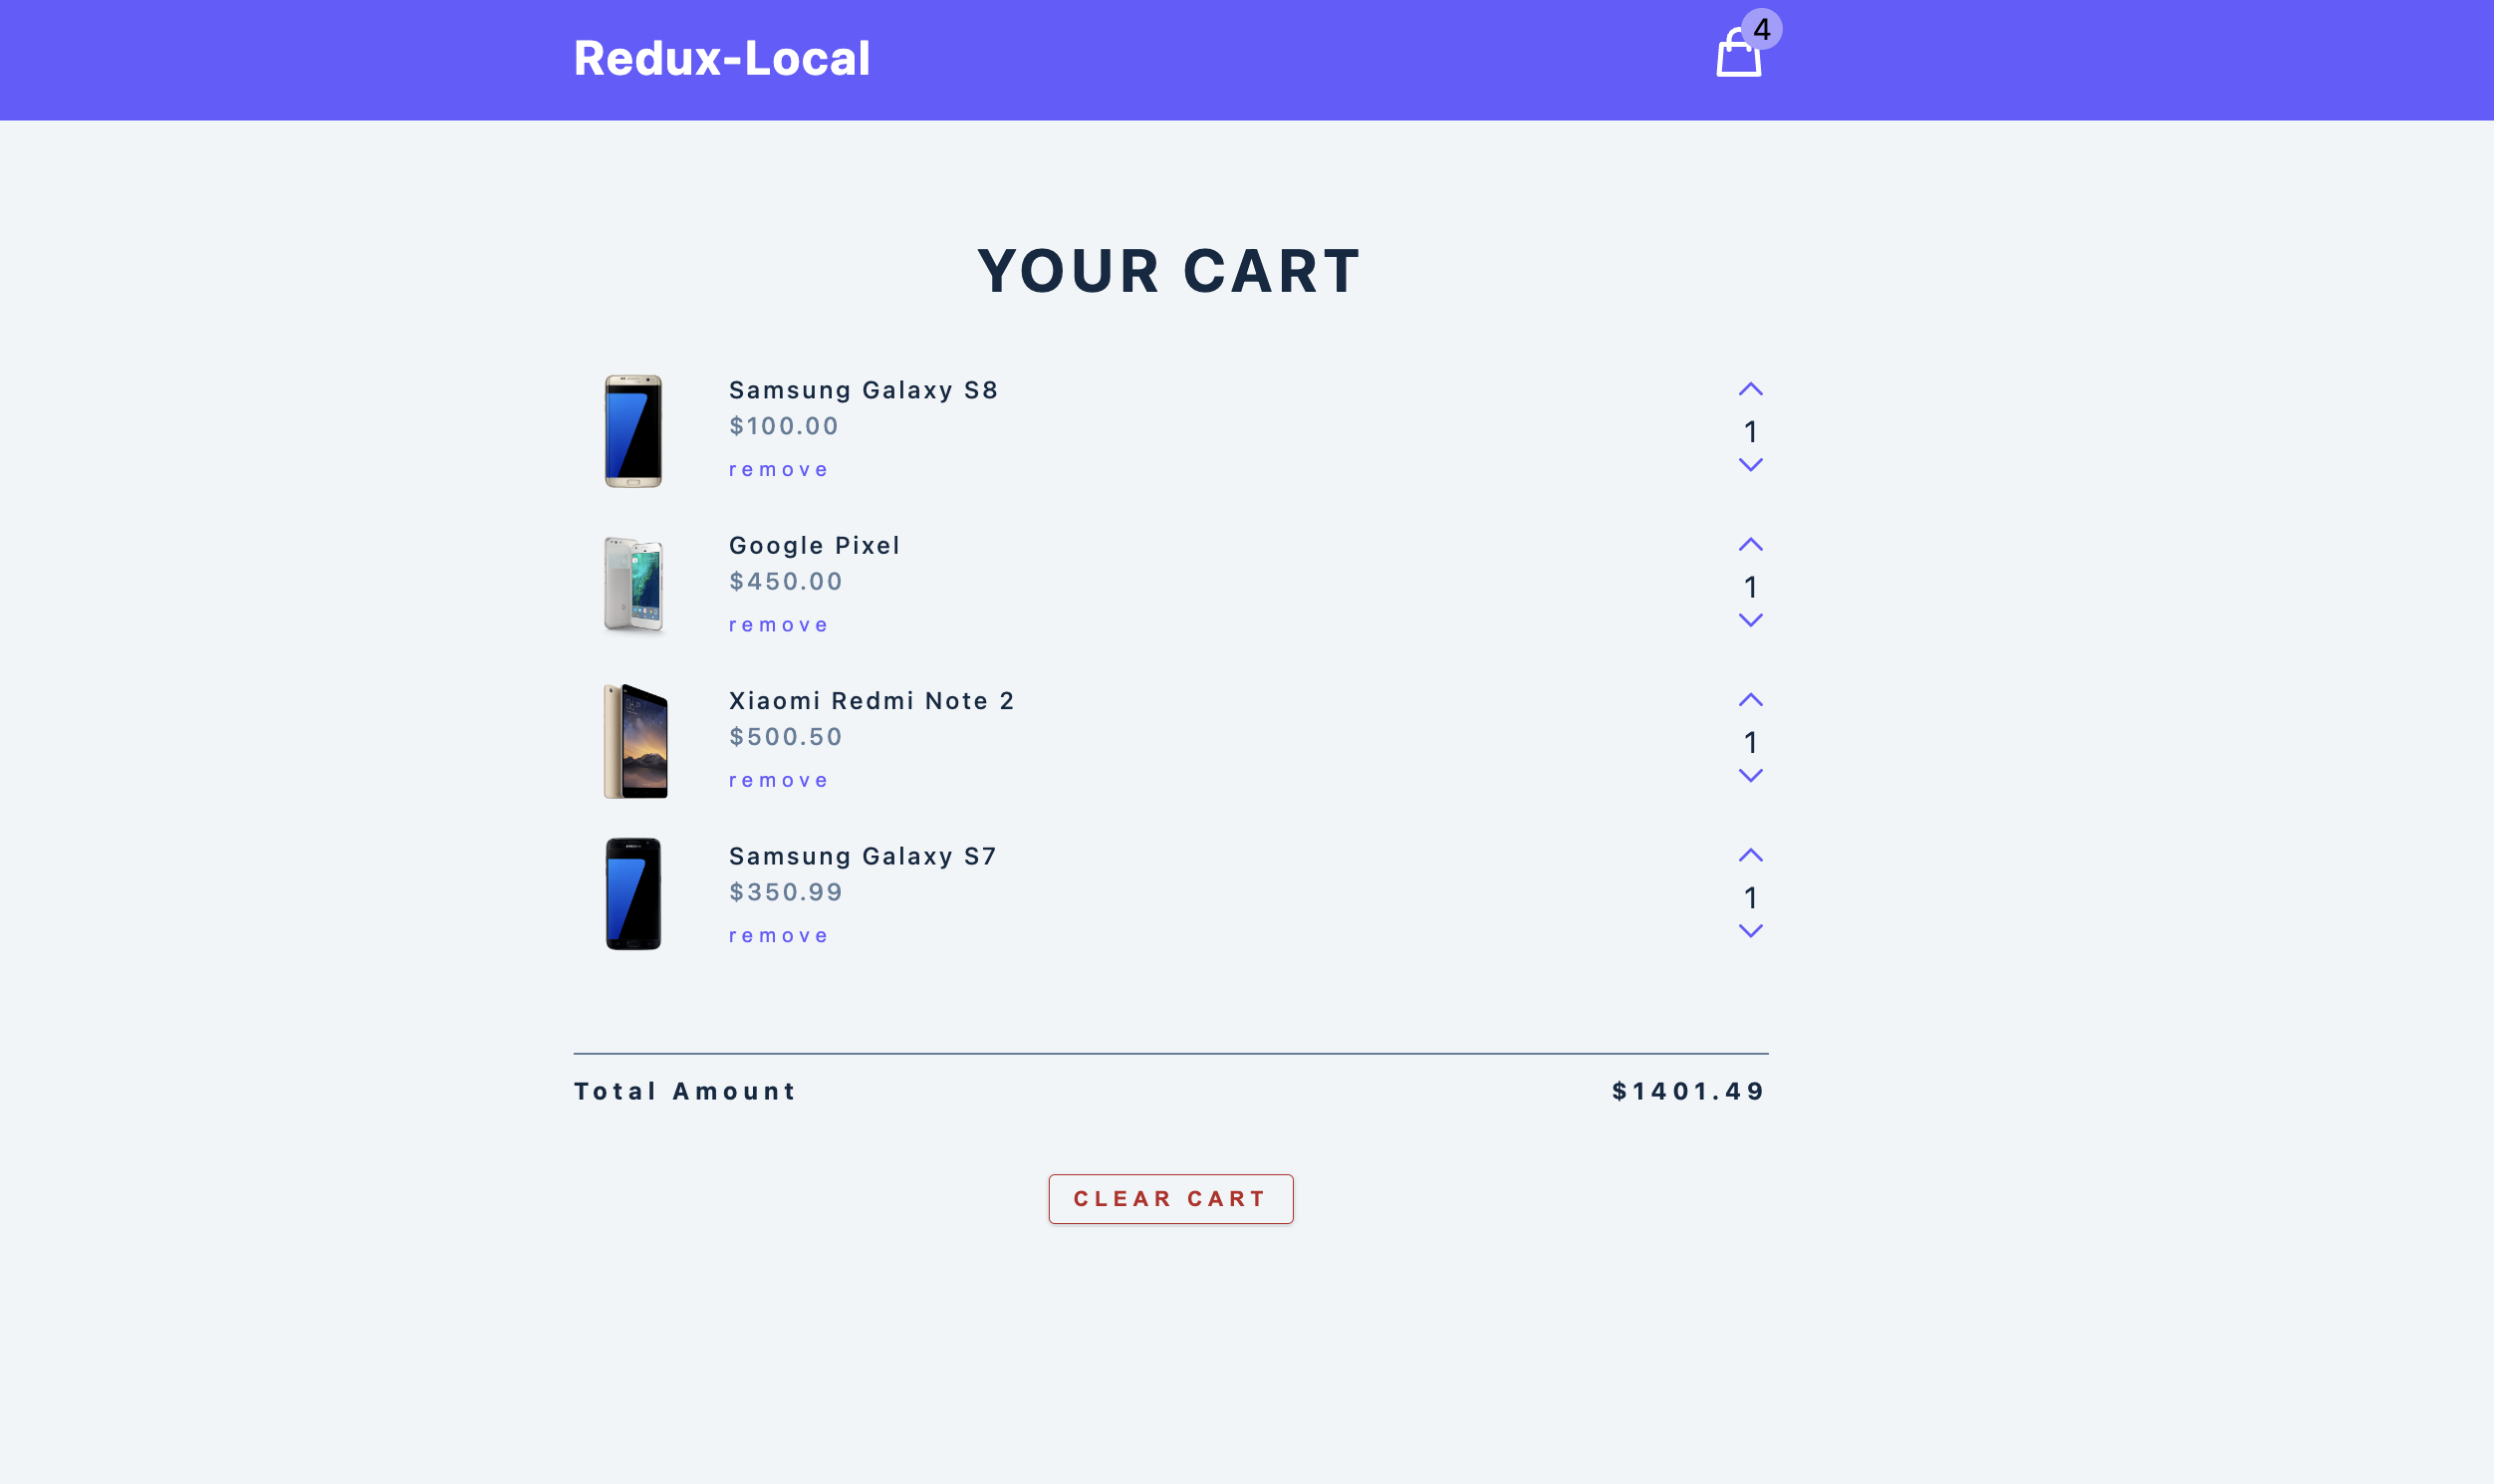 Redux-Local
4
YOUR CART
Samsung Galaxy S8
$100.00
remove
1
Google Pixel
$450.00
remove
1
Xiaomi Redmi Note 2
$500.50
remove
1
Samsung Galaxy S7
$350.99
remove
1
Total Amount
$1401.49
CLEAR CART